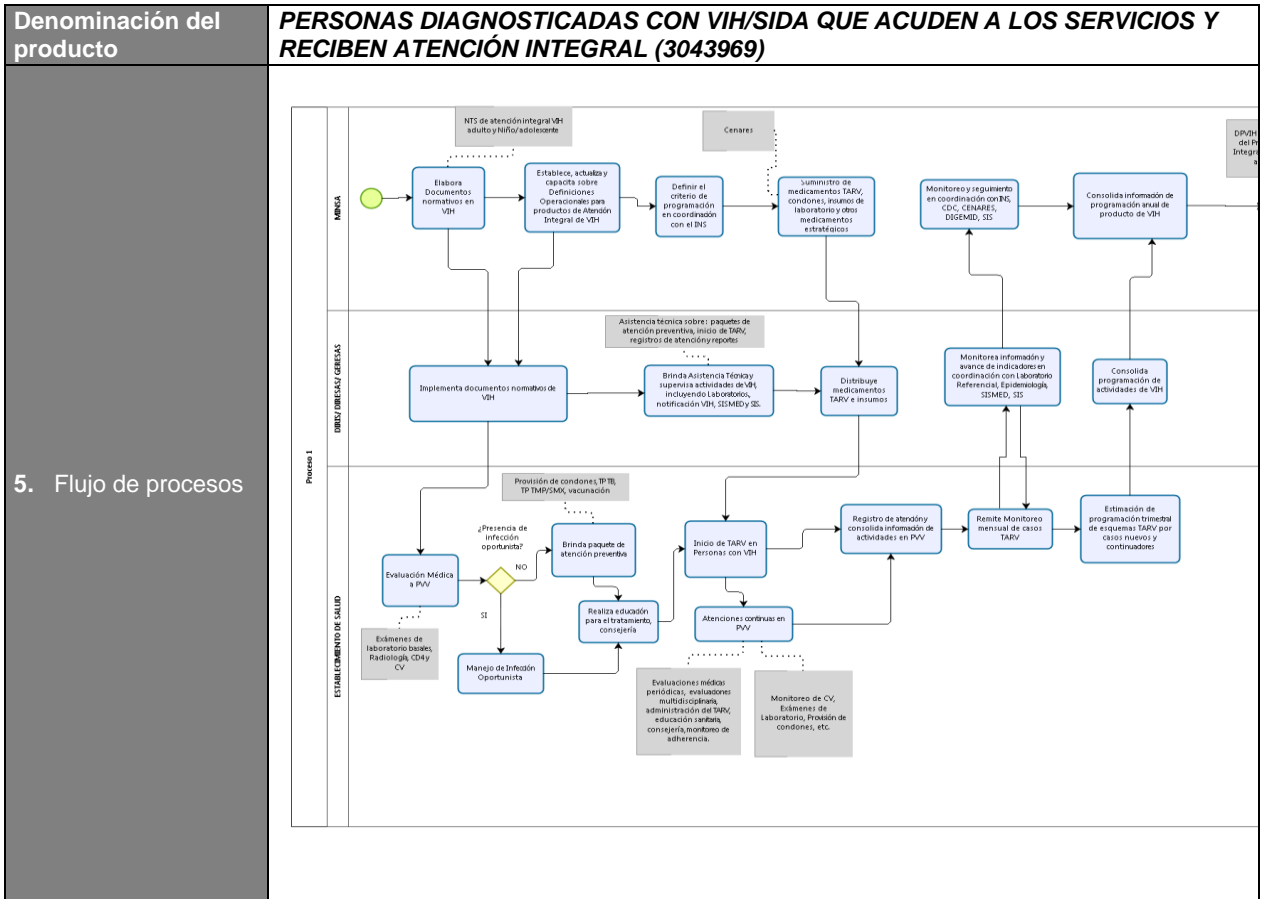 Denominación del
producto
PERSONAS DIAGNOSTICADAS CON VIH/SIDA QUE ACUDEN A LOS SERVICIOS Y
RECIBEN ATENCIÓN INTEGRAL (3043969)
5. Flujo de procesos
Proceso 1
MINSA
NTS de atención integral VIH
adulto y Niño/adolescente
Cenares
DPVIH
del Pr
Integra
a
Elabora
Documentos
normativos en
VIH
Establece, actualiza y
capacita sobre
Definiciones
Operacionales para
productos de Atención
Integral de VIH
Definir el
criterio de
programación
en coordinación
con el INS
Suministro de
medicamentos TARV,
condones, insumos de
laboratorio y otros
medicamentos
estratégicos
Monitoreo y seguimiento
en coordinación con INS,
CDC, CENARES,
DIGEMID, SIS
Consolida información de
programación anual de
producto de VIH
DIRIS/ DIRESAS/ GERESAS
Asistencia técnica sobre: paquetes de
atención preventiva, inicio de TARV,
registros de atención y reportes
Implementa documentos normativos de
VIH
Brinda Asistencia Técnica y
supervisa actividades de VIH,
incluyendo Laboratorios,
notificación VIH, SISMED y SIS.
Distribuye
medicamentos
TARV e insumos
Monitorea información y
avance de indicadores en
coordinación con Laboratorio
Referencial, Epidemiología,
SISMED, SIS
Consolida
programación de
actividades de VIH
ESTABLECIMIENTO DE SALUD
Provisión de condones, TP TB,
TP TMP/SMX, vacunación
¿Presencia de
infección
oportunista?
NO
SI
Evaluación Médica
a PVV
Brinda paquete de
atención preventiva
Realiza educación
para el tratamiento,
consejería
Manejo de Infección
Oportunista
Exámenes de
laboratorio basales,
Radiología, CD4 y
CV
Inicio de TARV en
Personas con VIH
Atenciones continuas en
PVV
Registro de atención y
consolida información de
actividades en PVV
Remite Monitoreo
mensual de casos
TARV
Estimación de
programación trimestral
de esquemas TARV por
casos nuevos y
continuadores
Evaluaciones médicas
periódicas, evaluaciones
multidisciplinaria,
administración del TARV,
educación sanitaria,
consejería, monitoreo de
adherencia.
Monitoreo de CV,
Exámenes de
Laboratorio, Provisión de
condones, etc.